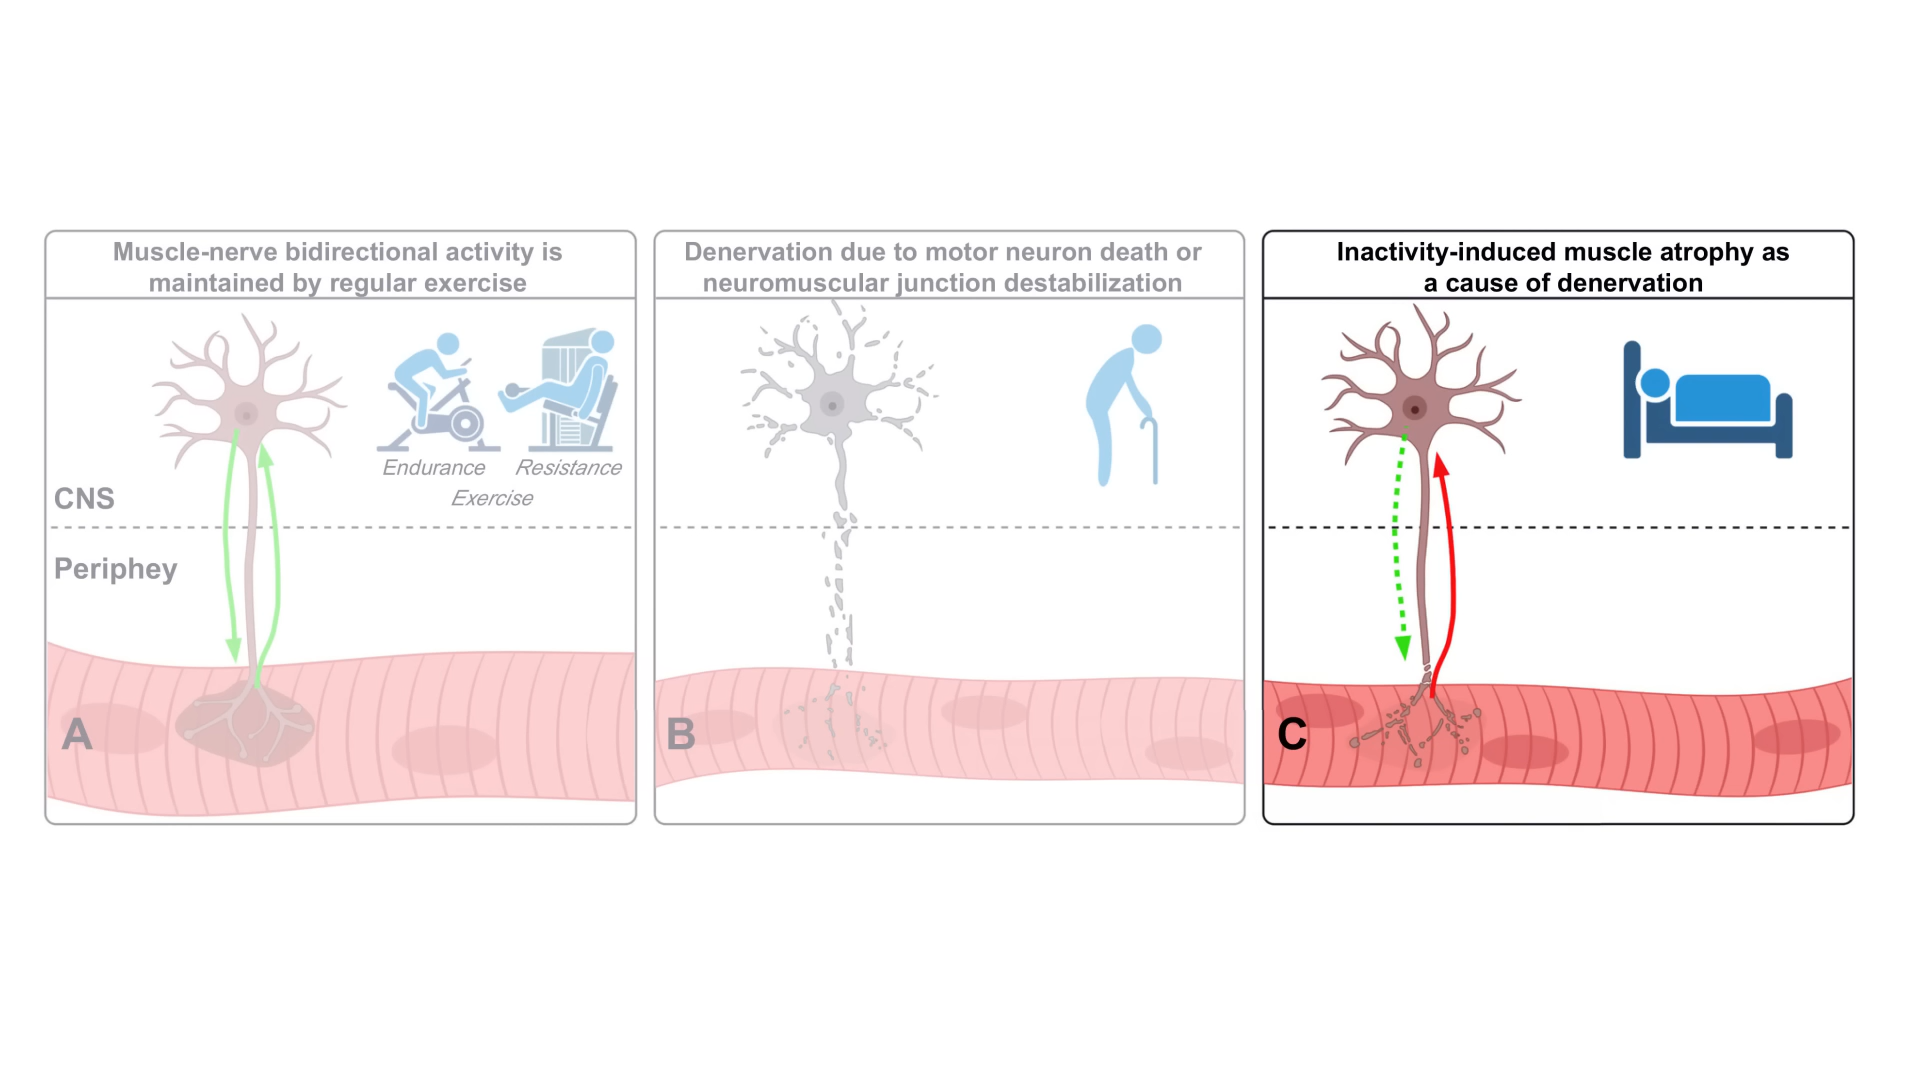 Muscle-nerve bidirectional activity is
maintained by regular exercise
Endurance
Resistance
Exercise
CNS
Periphey
A
Denervation due to motor neuron death or
neuromuscular junction destabilization
B
Inactivity-induced muscle atrophy as
a cause of denervation
C